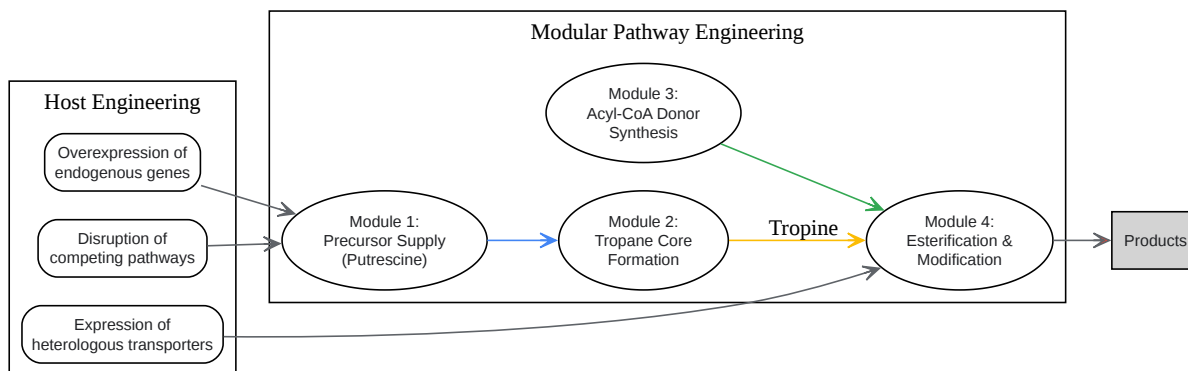 Modular Pathway Engineering
Host Engineering
Overexpression of
endogenous genes
Disruption of
competing pathways
Expression of
heterologous transporters
Module 1:
Precursor Supply
(Putrescine)
Module 2:
Tropane Core
Formation
Module 3:
Acyl-CoA Donor
Synthesis
Tropine
Module 4:
Esterification &
Modification
Products